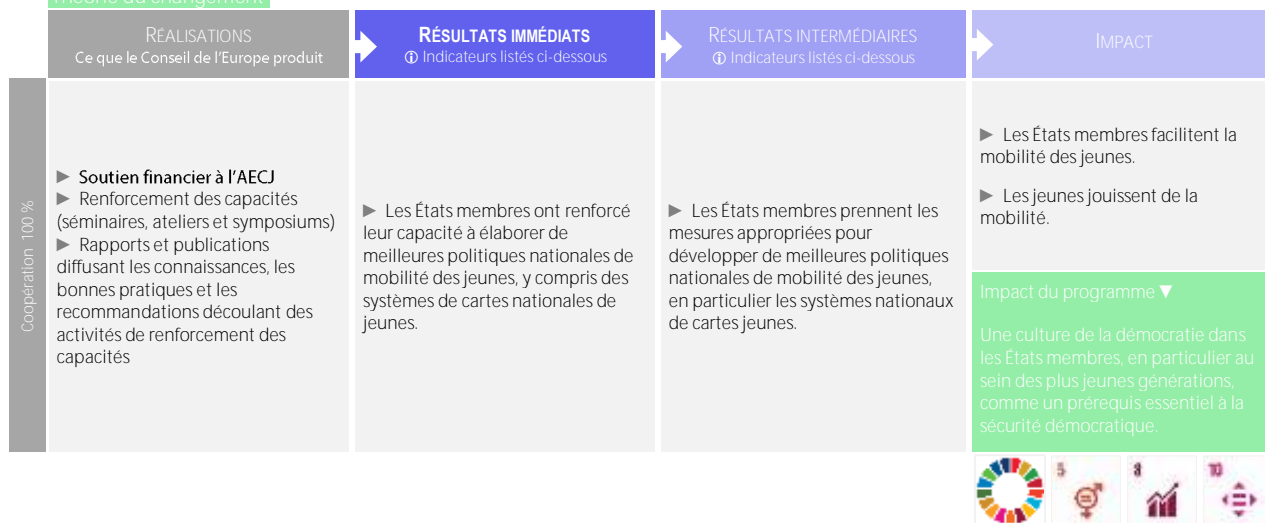 Théorie du changement
RÉALISATIONS
Ce que le Conseil de l'Europe produit
RÉSULTATS IMMÉDIATS
ⓘ Indicateurs listés ci-dessous
RÉSULTATS INTERMÉDIAIRES
ⓘ Indicateurs listés ci-dessous
IMPACT
Coopération 100 %
► Soutien financier à l'AECJ
► Renforcement des capacités
(séminaires, ateliers et symposiums)
► Rapports et publications
diffusant les connaissances, les
bonnes pratiques et les
recommandations découlant des
activités de renforcement des
capacités
► Les États membres ont renforcé
leur capacité à élaborer de
meilleures politiques nationales de
mobilité des jeunes, y compris des
systèmes de cartes nationales de
jeunes.
► Les États membres prennent les
mesures appropriées pour
développer de meilleures politiques
nationales de mobilité des jeunes,
en particulier les systèmes nationaux
de cartes jeunes.
► Les États membres facilitent la
mobilité des jeunes.
► Les jeunes jouissent de la
mobilité.
Impact du programme ▼
Une culture de la démocratie dans
les États membres, en particulier au
sein des plus jeunes générations,
comme un prérequis essentiel à la
sécurité démocratique.
5
8
10